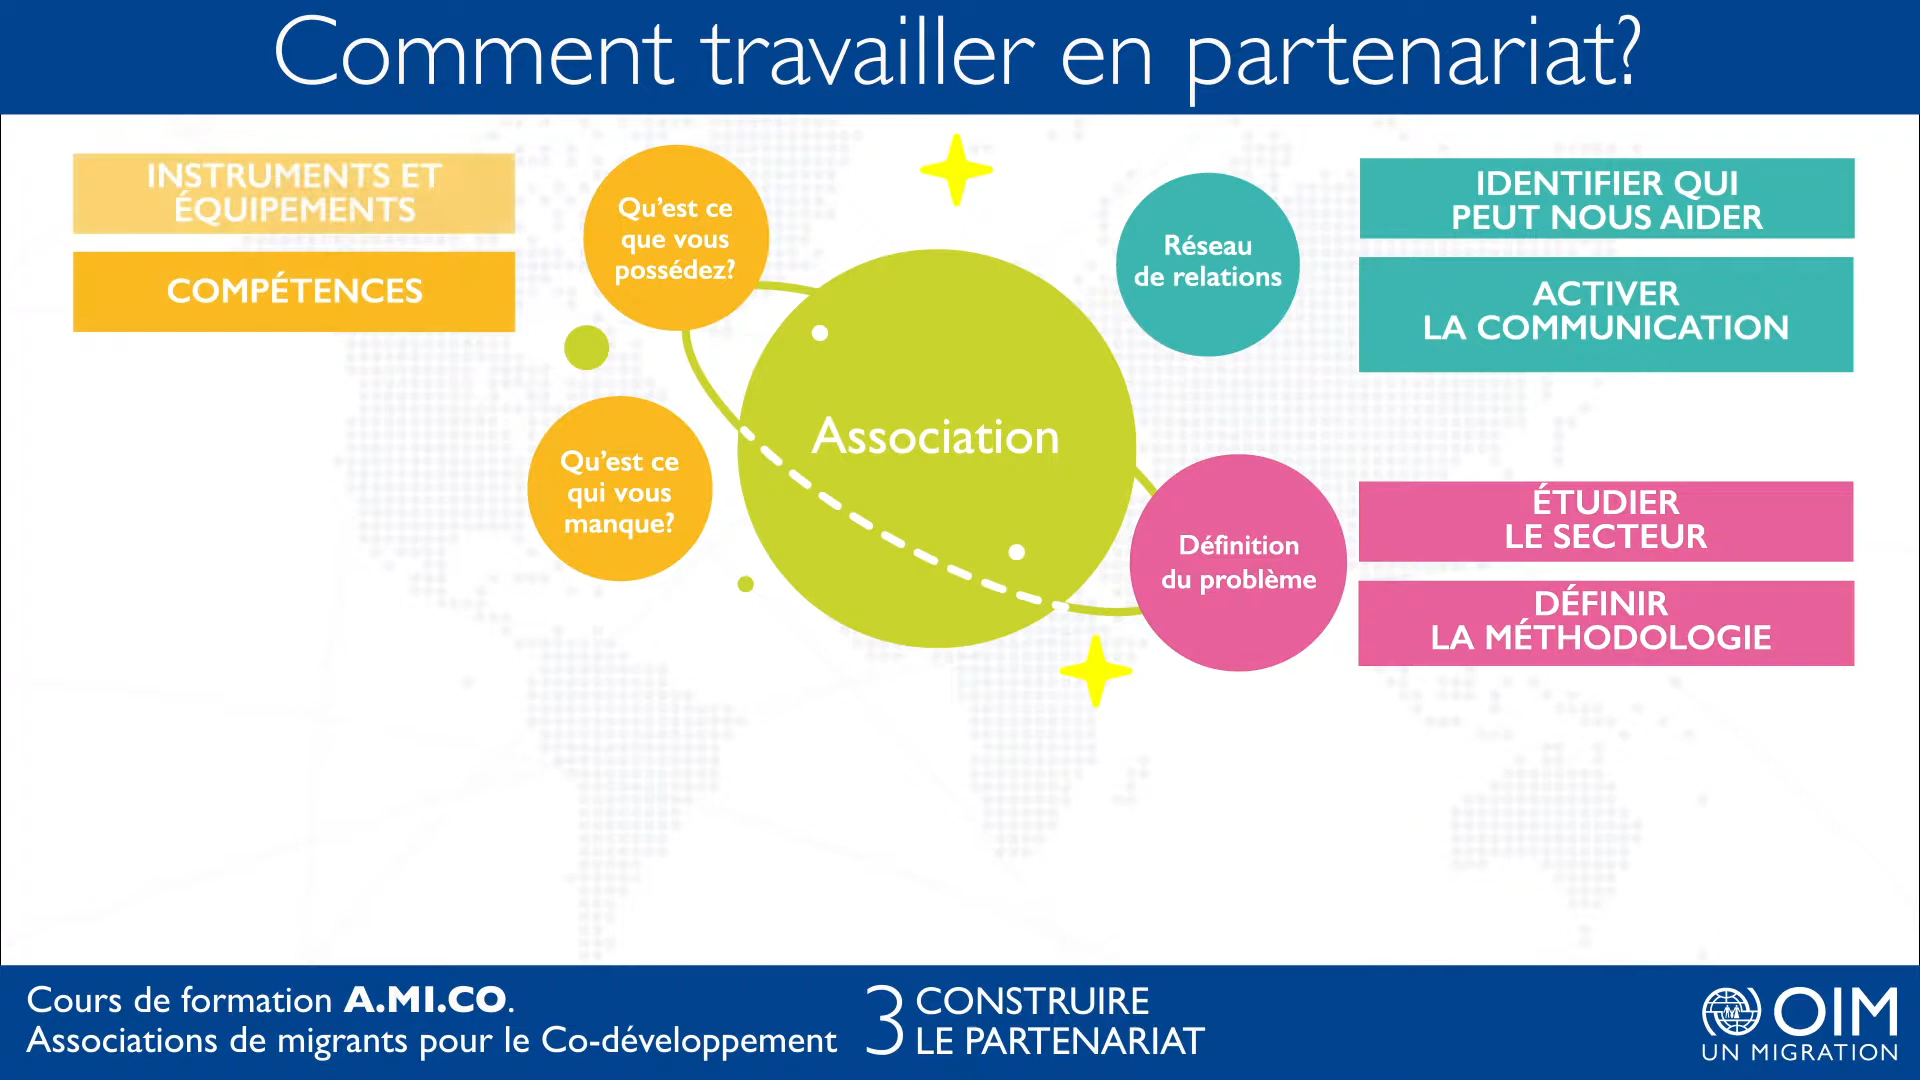 Comment travailler en partenariat?
INSTRUMENTS ET
ÉQUIPEMENTS
COMPÉTENCES
Qu’est ce
que vous
possédez?
Qu’est ce
qui vous
manque?
Association
Réseau
de relations
IDENTIFIER QUI
PEUT NOUS AIDER
ACTIVER
LA COMMUNICATION
Définition
du problème
ÉTUDIER
LE SECTEUR
DÉFINIR
LA MÉTHODOLOGIE
Cours de formation A.MI.CO.
Associations de migrants pour le Co-développement
3 CONSTRUIRE
LE PARTENARIAT
OIM
UN MIGRATION